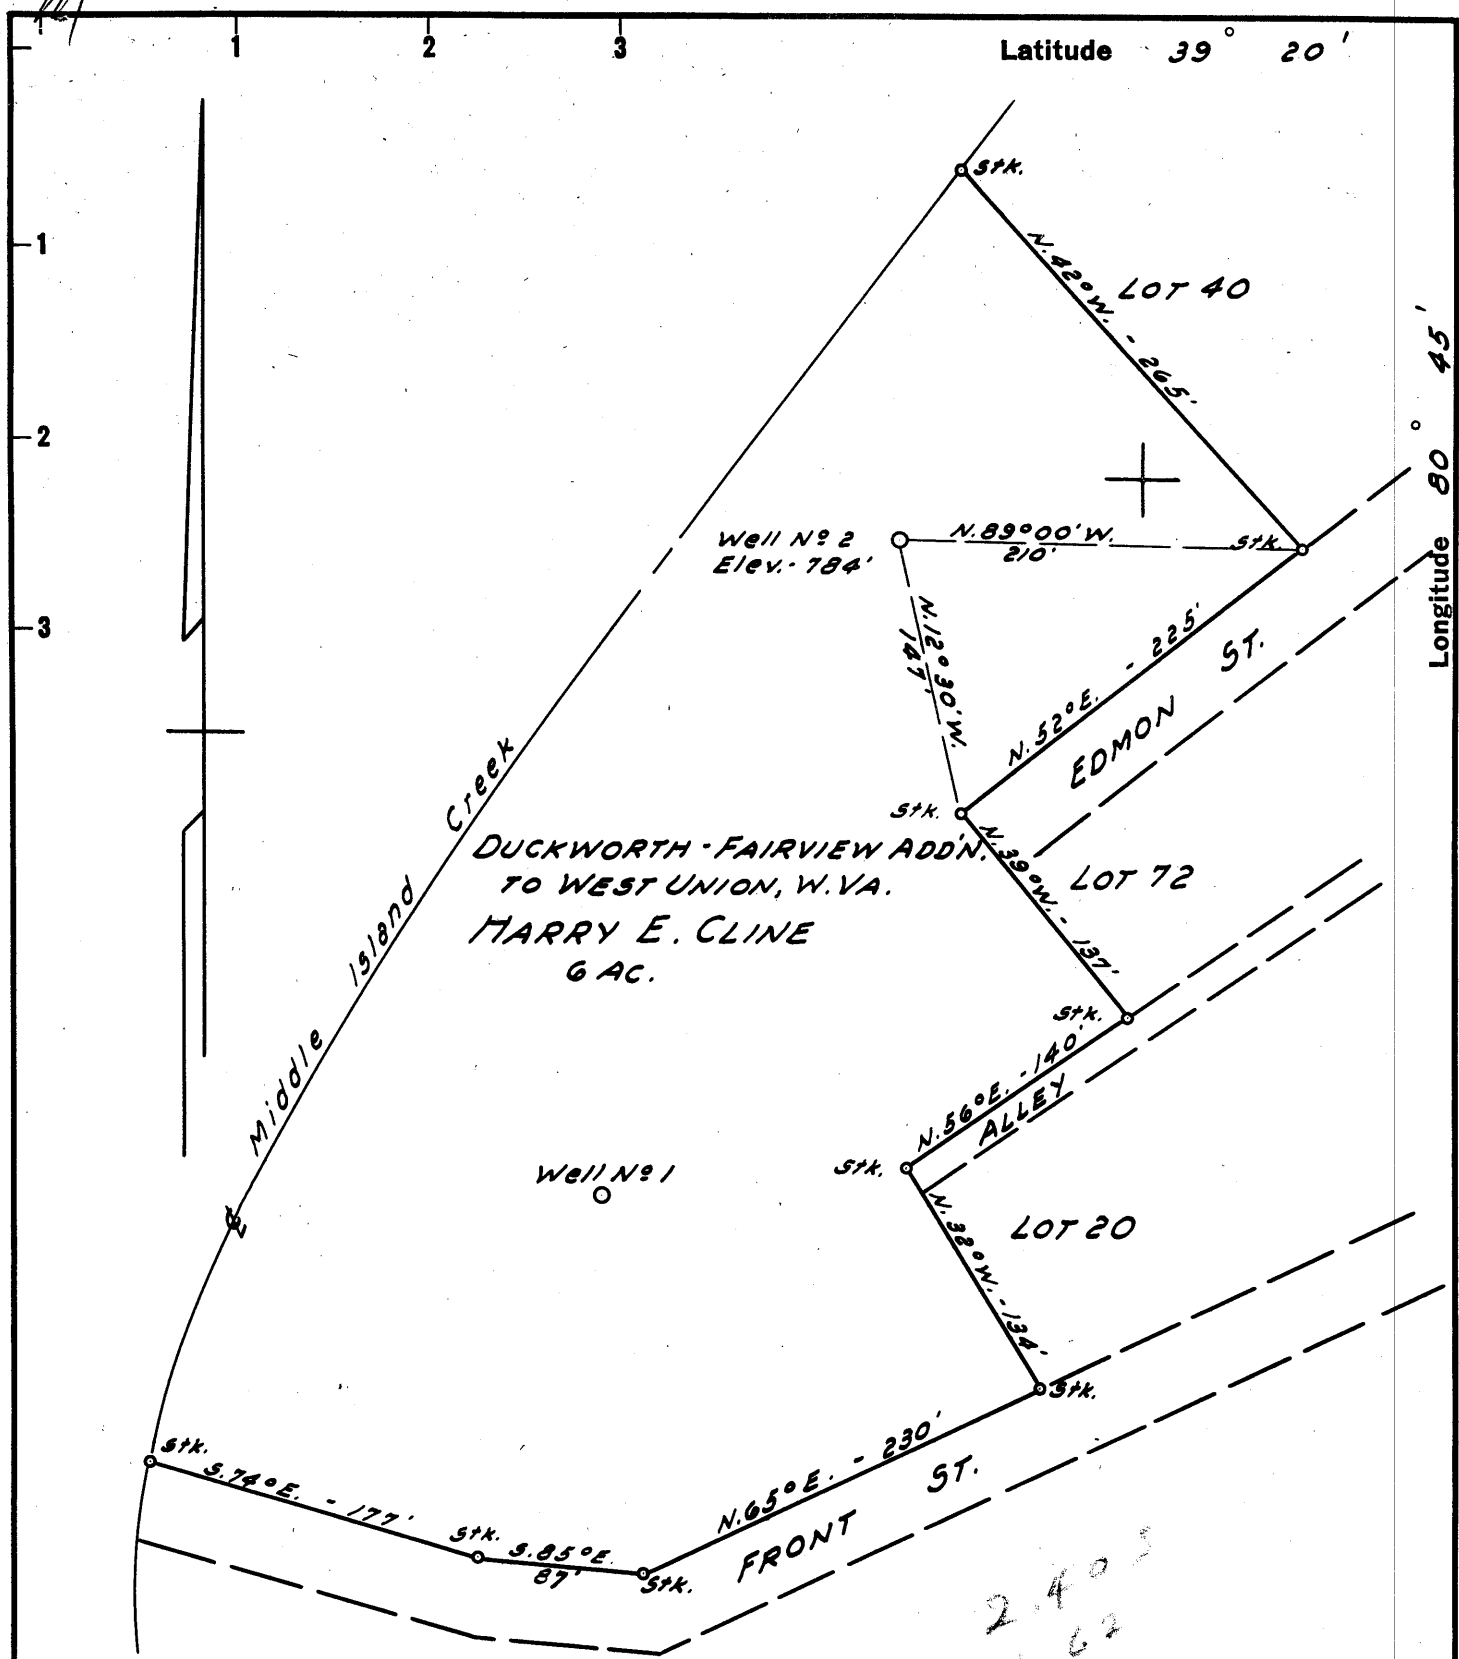 1 2 3 Latitude 39° 20'
Stk.
1
N.42°W. - 265'
LOT 40
Longitude 80° 45'
2
Well Nº 2
Elev.- 784'
N.89°00'W.
210'
Stk.
N.12°30'W.
147'
3
N.52°E. - 225'
EDMON ST.
Stk.
Middle Island Creek
DUCKWORTH - FAIRVIEW ADD'N.
TO WEST UNION, W.VA.
HARRY E. CLINE
6 AC.
N.39°W. - 137'
LOT 72
Stk.
N.56°E. - 140'
ALLEY
Stk.
Well Nº 1
N.32°W. - 134'
LOT 20
Stk.
Stk.
S.74°E. - 177'
Stk.
S.85°E.
87'
Stk.
N.65°E. - 230'
FRONT ST.
2.403
62